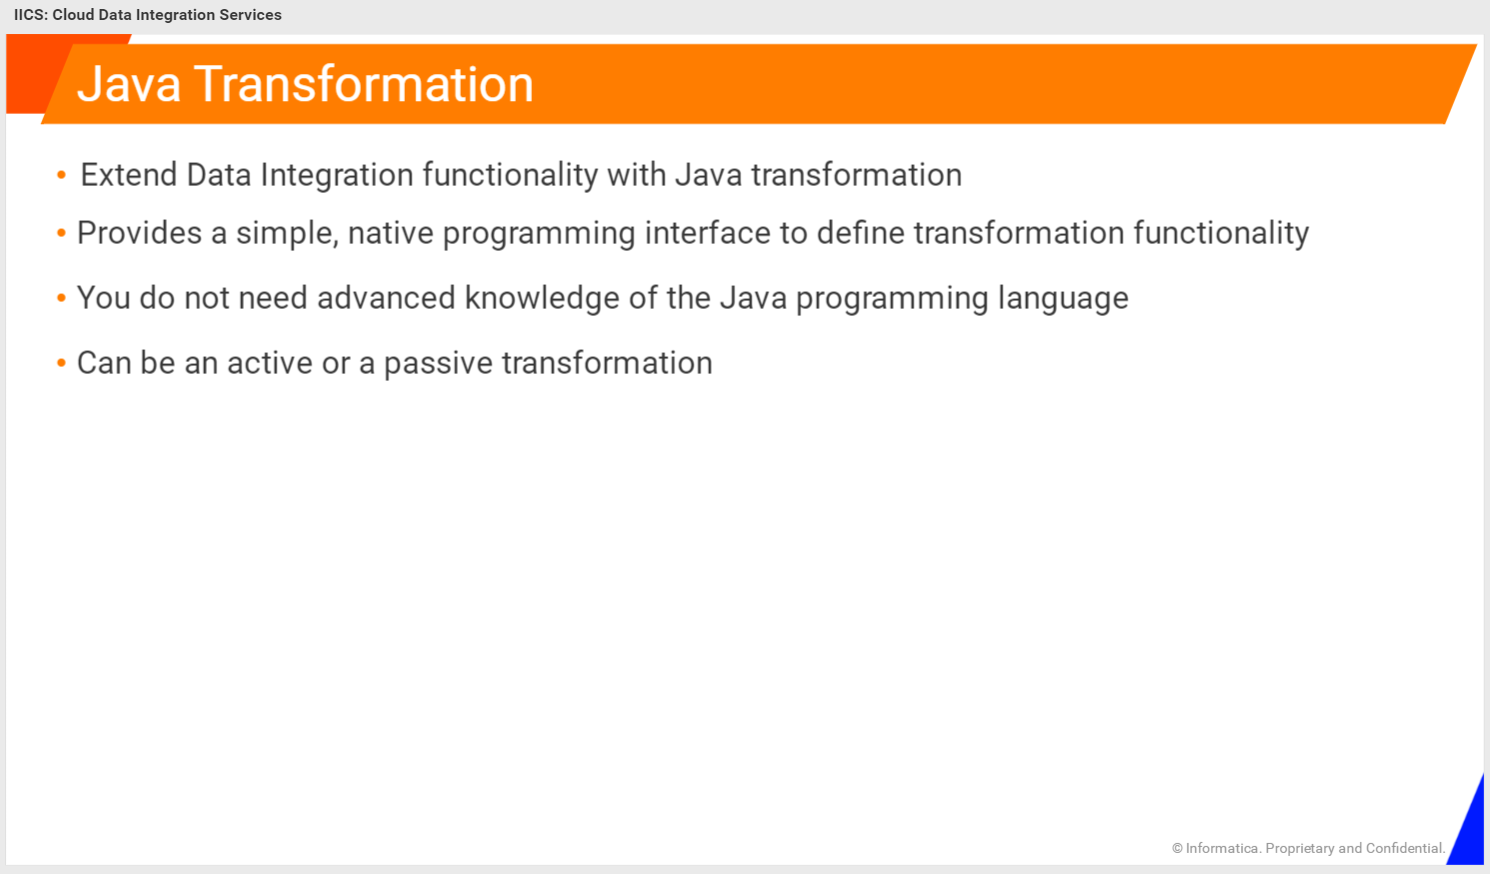 IICS: Cloud Data Integration Services
Java Transformation
• Extend Data Integration functionality with Java transformation
• Provides a simple, native programming interface to define transformation functionality
• You do not need advanced knowledge of the Java programming language
• Can be an active or a passive transformation
© Informatica. Proprietary and Confidential.